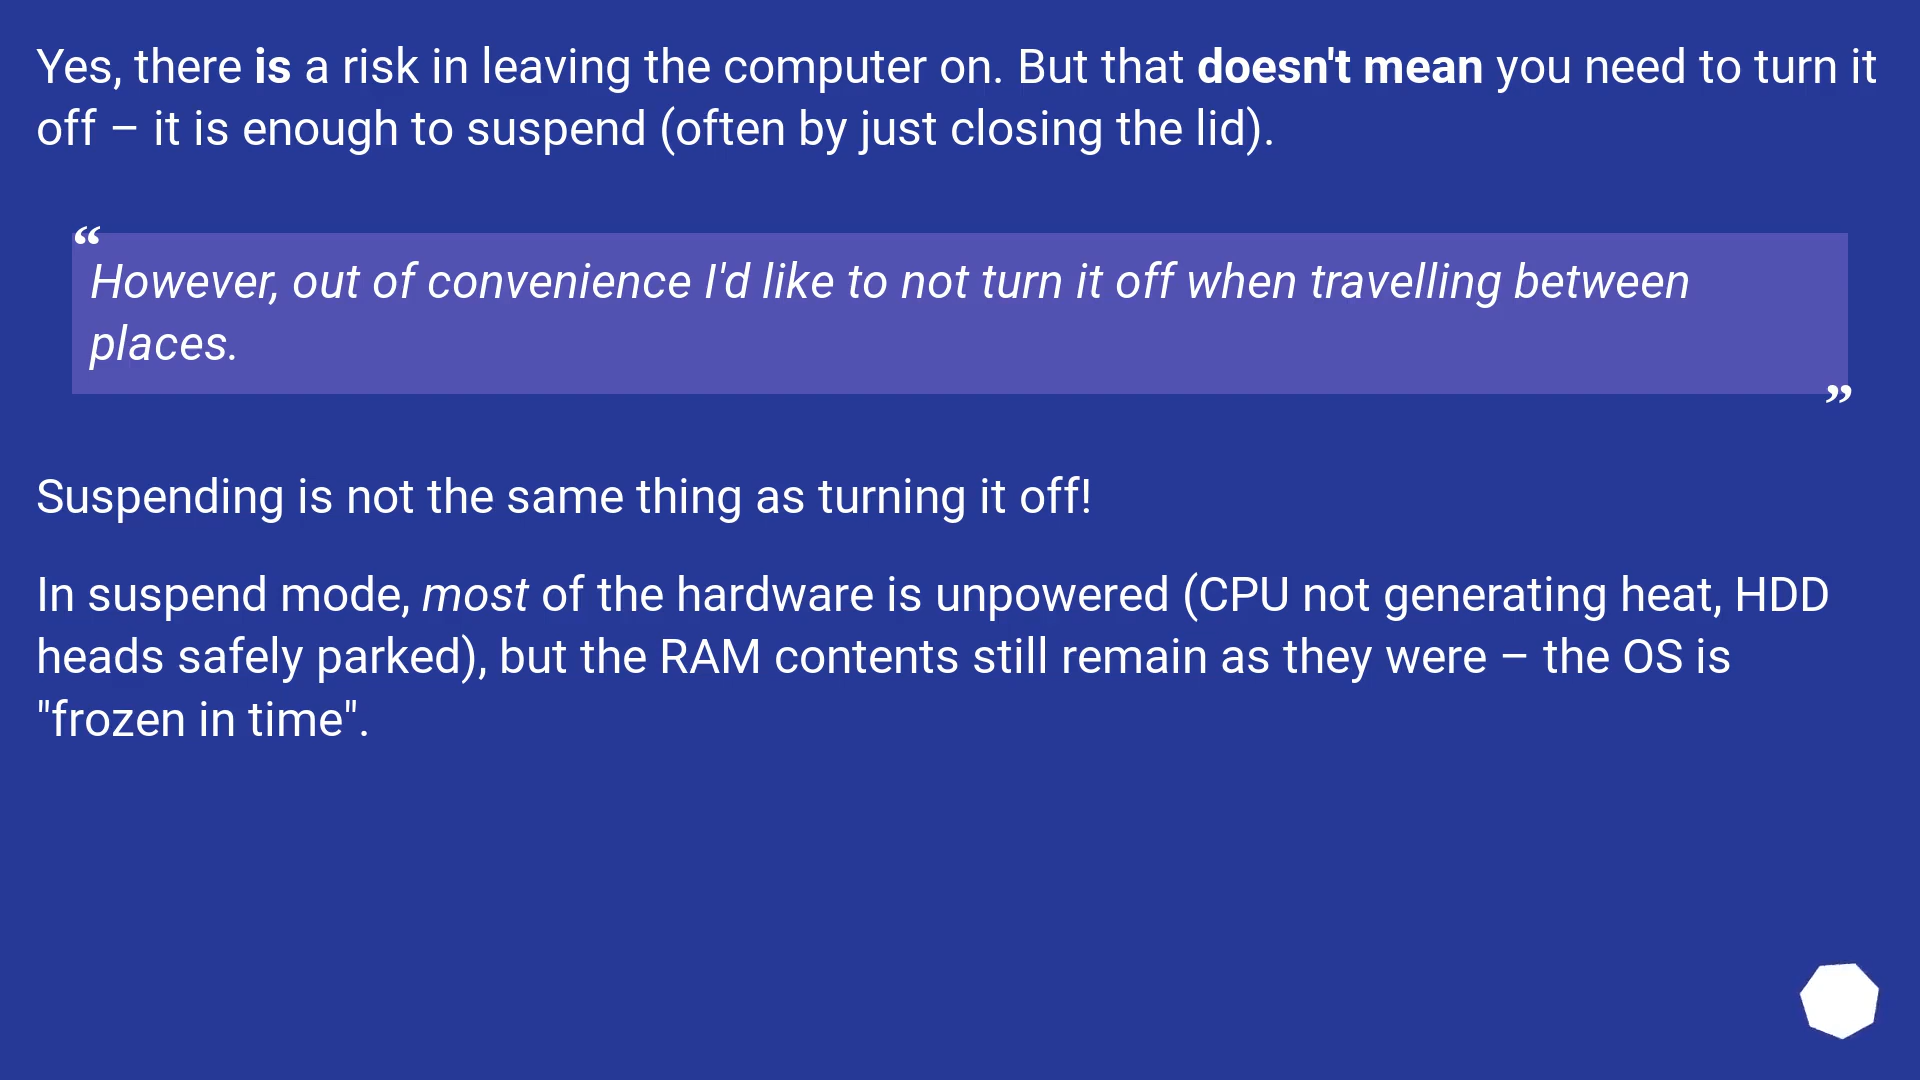 Yes, there is a risk in leaving the computer on. But that doesn't mean you need to turn it
off – it is enough to suspend (often by just closing the lid).
“
However, out of convenience I'd like to not turn it off when travelling between
places.
”
Suspending is not the same thing as turning it off!
In suspend mode, most of the hardware is unpowered (CPU not generating heat, HDD
heads safely parked), but the RAM contents still remain as they were – the OS is
"frozen in time".